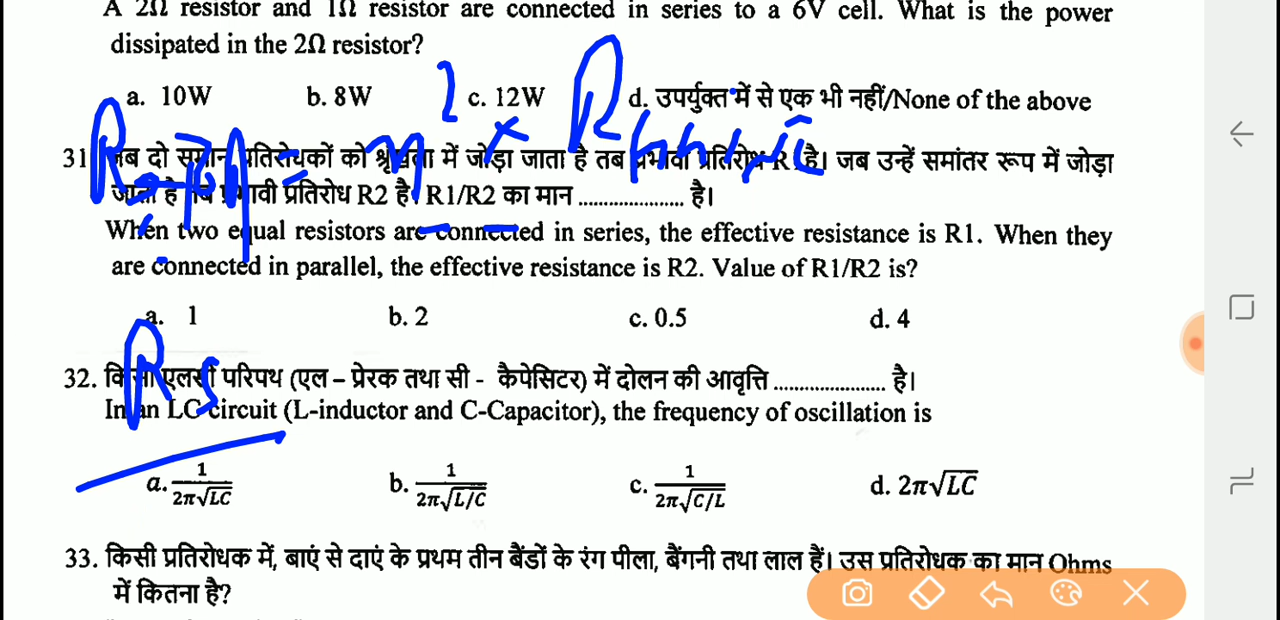 A 2Ω resistor and 1Ω resistor are connected in series to a 6V cell. What is the power
dissipated in the 2Ω resistor?
a. 10W b. 8W c. 12W d. उपर्युक्त में से एक भी नहीं/None of the above
31 जब दो समान प्रतिरोधकों को श्रृंखला में जोड़ा जाता है तब प्रभावी प्रतिरोध R है। जब उन्हें समांतर रूप में जोड़ा
जाता है तब प्रभावी प्रतिरोध R2 है। R1/R2 का मान ..................... है।
When two equal resistors are connected in series, the effective resistance is R1. When they
are connected in parallel, the effective resistance is R2. Value of R1/R2 is?
a. 1 b. 2 c. 0.5 d. 4
32. किसी एलसी परिपथ (एल – प्रेरक तथा सी - कैपेसिटर) में दोलन की आवृत्ति ...................... है।
In an LC circuit (L-inductor and C-Capacitor), the frequency of oscillation is
a. 1/2π√LC b. 1/2π√L/C c. 1/2π√C/L d. 2π√LC
33. किसी प्रतिरोधक में, बाएं से दाएं के प्रथम तीन बैंडों के रंग पीला, बैंगनी तथा लाल हैं। उस प्रतिरोधक का मान Ohms
में कितना है?
Rs